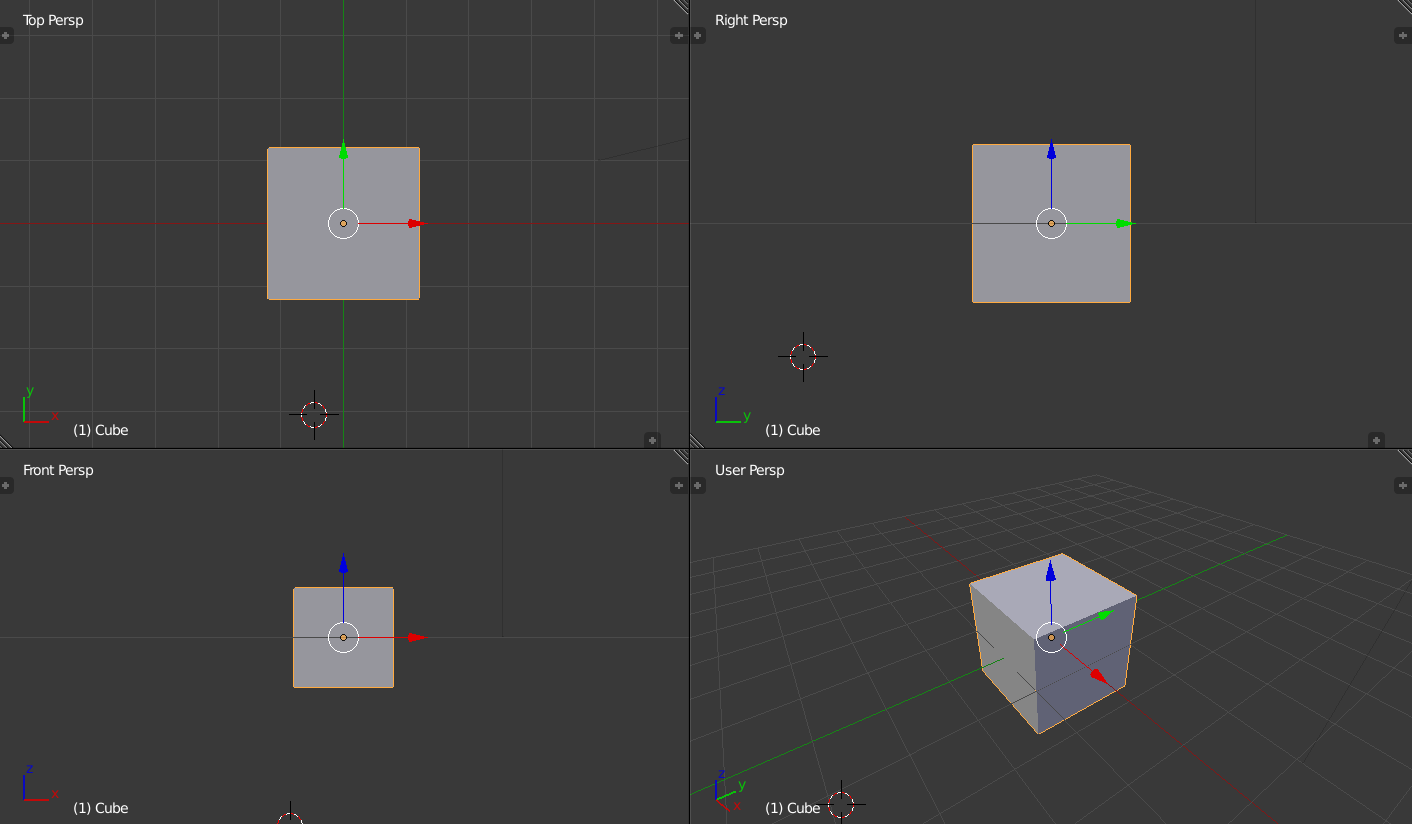 Top Persp
y
x
(1) Cube
Right Persp
z
y
(1) Cube
Front Persp
z
x
(1) Cube
User Persp
z
y
x
(1) Cube